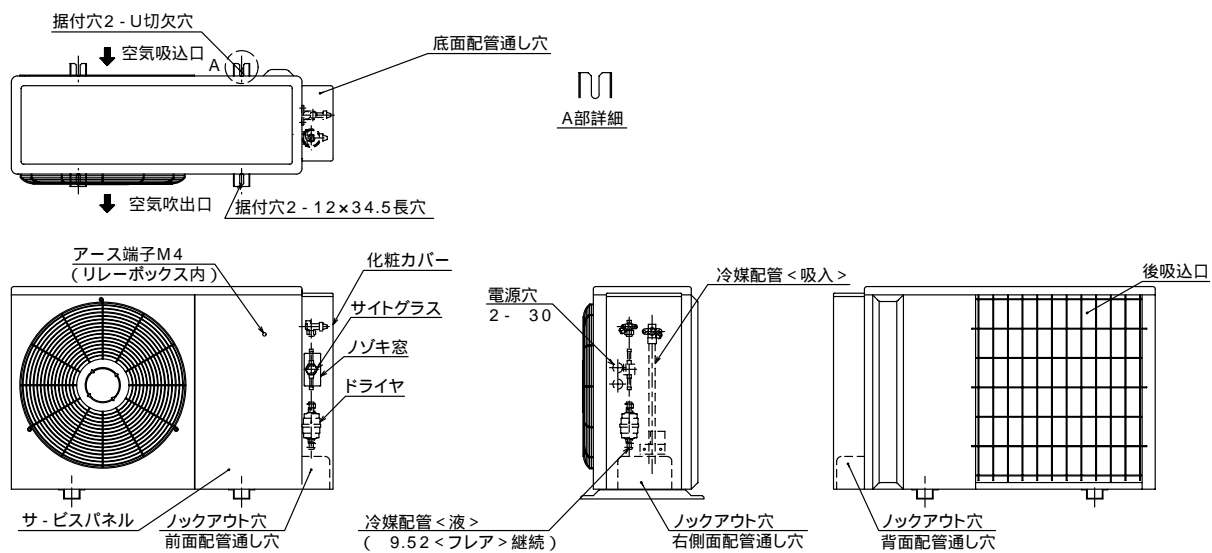 据付穴2-U切欠穴
空気吸込口
A
底面配管通し穴
A部詳細
空気吹出口
据付穴2-12×34.5長穴
アース端子M4
(リレーボックス内)
化粧カバー
サイトグラス
ノゾキ窓
ドライヤ
サ-ビスパネル
ノックアウト穴
前面配管通し穴
電源穴
2- 30
冷媒配管<吸入>
冷媒配管<液>
( 9.52<フレア>継続)
ノックアウト穴
右側面配管通し穴
後吸込口
ノックアウト穴
背面配管通し穴